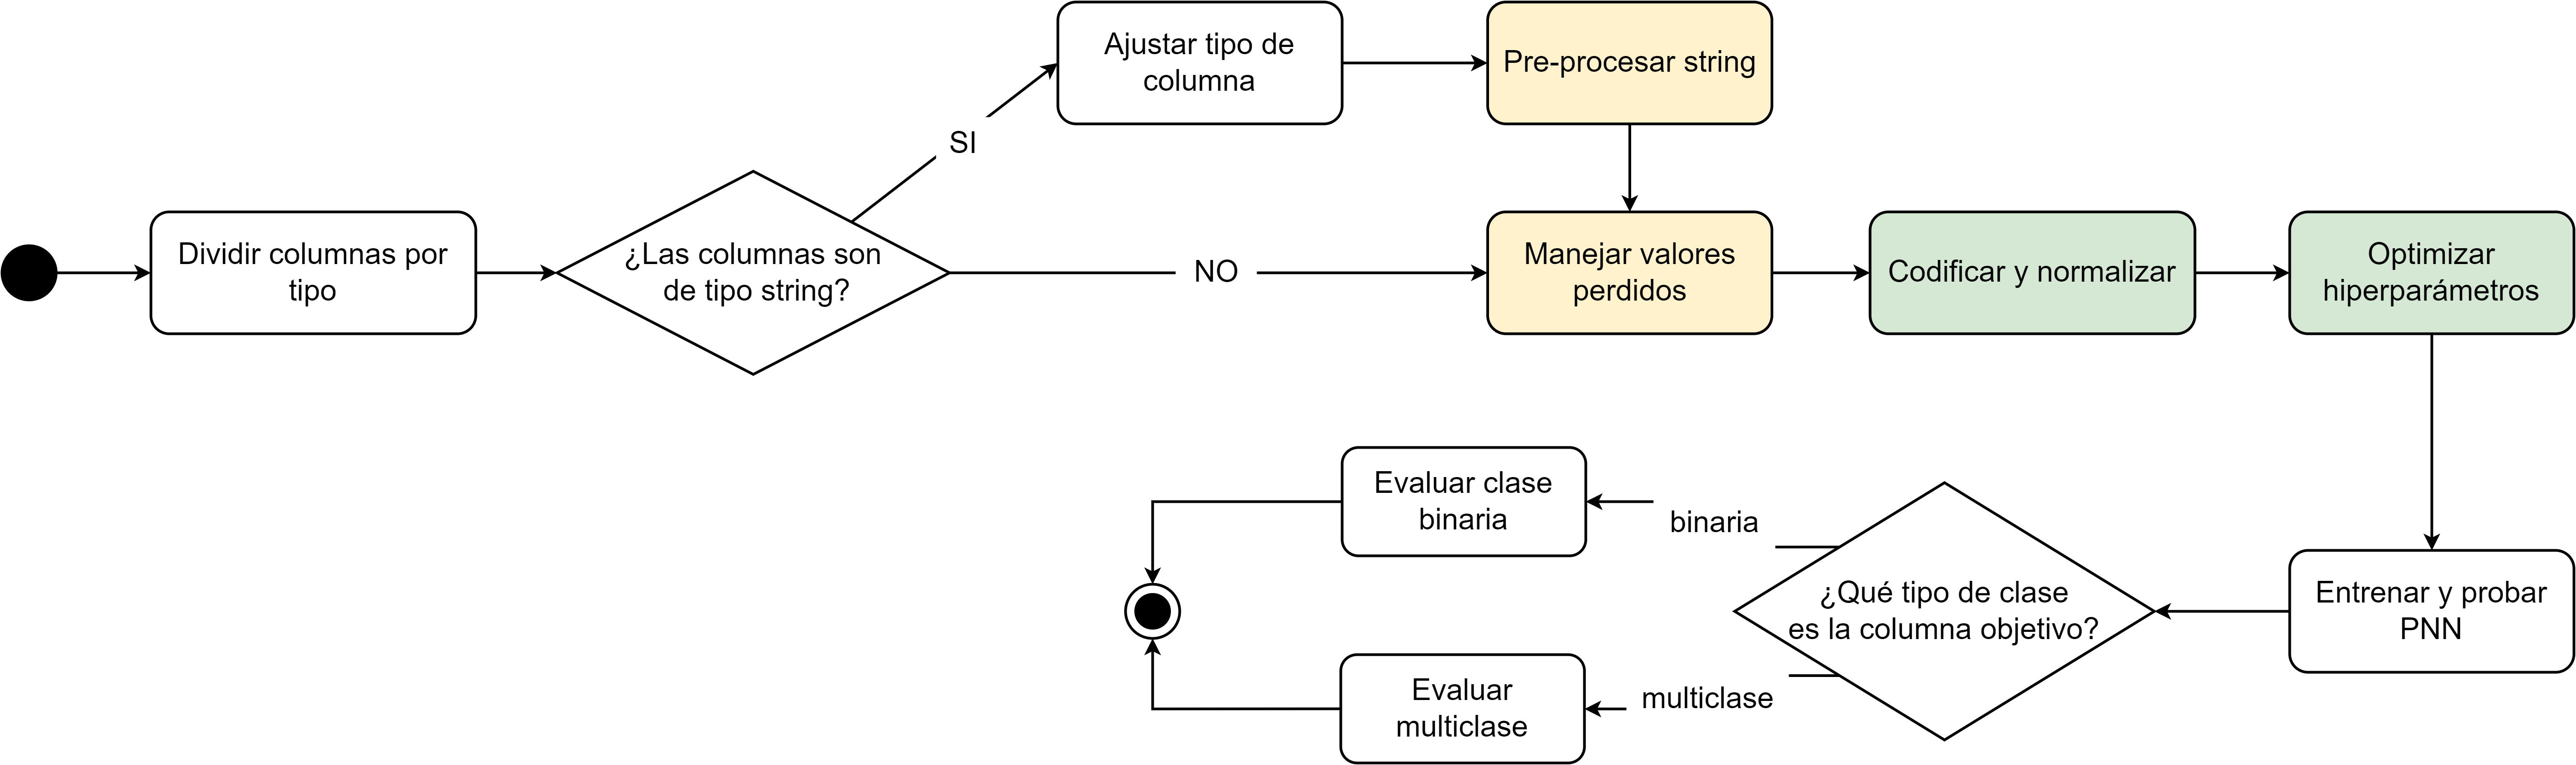 Dividir columnas por
tipo
¿Las columnas son
de tipo string?
SI
Ajustar tipo de
columna
Pre-procesar string
NO
Manejar valores
perdidos
Codificar y normalizar
Optimizar
hiperparámetros
Entrenar y probar
PNN
¿Qué tipo de clase
es la columna objetivo?
binaria
Evaluar clase
binaria
multiclase
Evaluar
multiclase